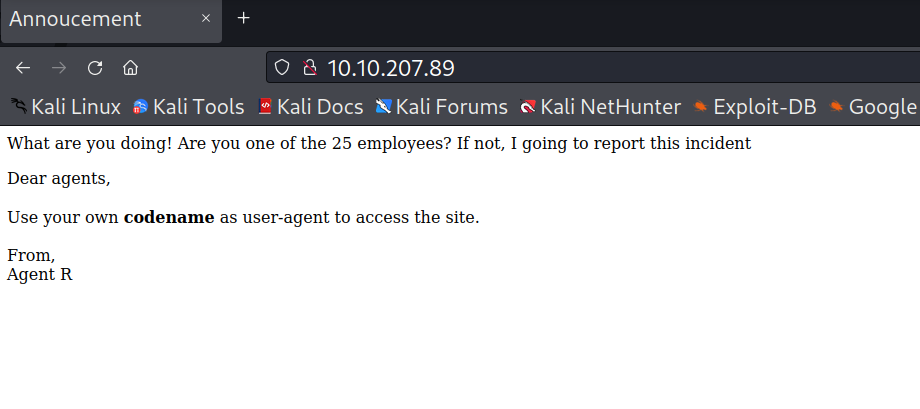 Annoucement
10.10.207.89
Kali Linux Kali Tools Kali Docs Kali Forums Kali NetHunter Exploit-DB Google
What are you doing! Are you one of the 25 employees? If not, I going to report this incident
Dear agents,
Use your own codename as user-agent to access the site.
From,
Agent R